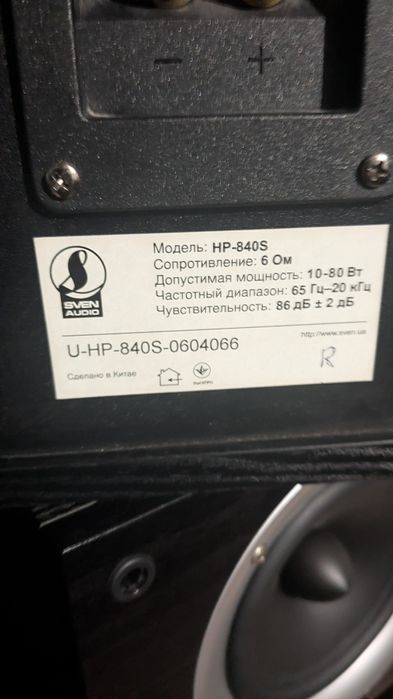 − +
SVEN
AUDIO
Модель: HP-840S
Сопротивление: 6 Ом
Допустимая мощность: 10-80 Вт
Частотный диапазон: 65 Гц–20 кГц
Чувствительность: 86 дБ ± 2 дБ
http://www.sven.ua
U-HP-840S-0604066
R
Сделано в Китае